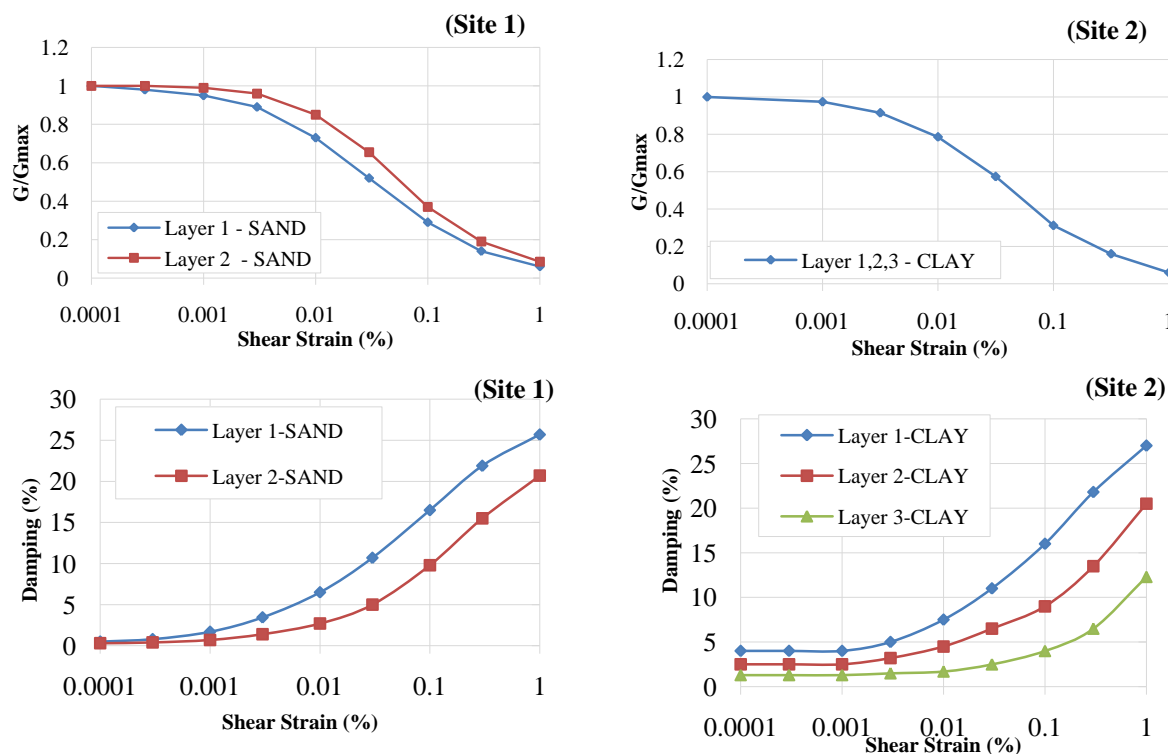 (Site 1)
1.2
1
0.8
0.6
0.4
0.2
0
G/Gmax
Layer 1 - SAND
Layer 2 - SAND
0.0001 0.001 0.01 0.1 1
Shear Strain (%)
(Site 2)
1.2
1
0.8
0.6
0.4
0.2
0
G/Gmax
Layer 1,2,3 - CLAY
0.0001 0.001 0.01 0.1 1
Shear Strain (%)
(Site 1)
30
25
20
15
10
5
0
Damping (%)
Layer 1-SAND
Layer 2-SAND
0.0001 0.001 0.01 0.1 1
Shear Strain (%)
(Site 2)
30
25
20
15
10
5
0
Damping (%)
Layer 1-CLAY
Layer 2-CLAY
Layer 3-CLAY
0.0001 0.001 0.01 0.1 1
Shear Strain (%)